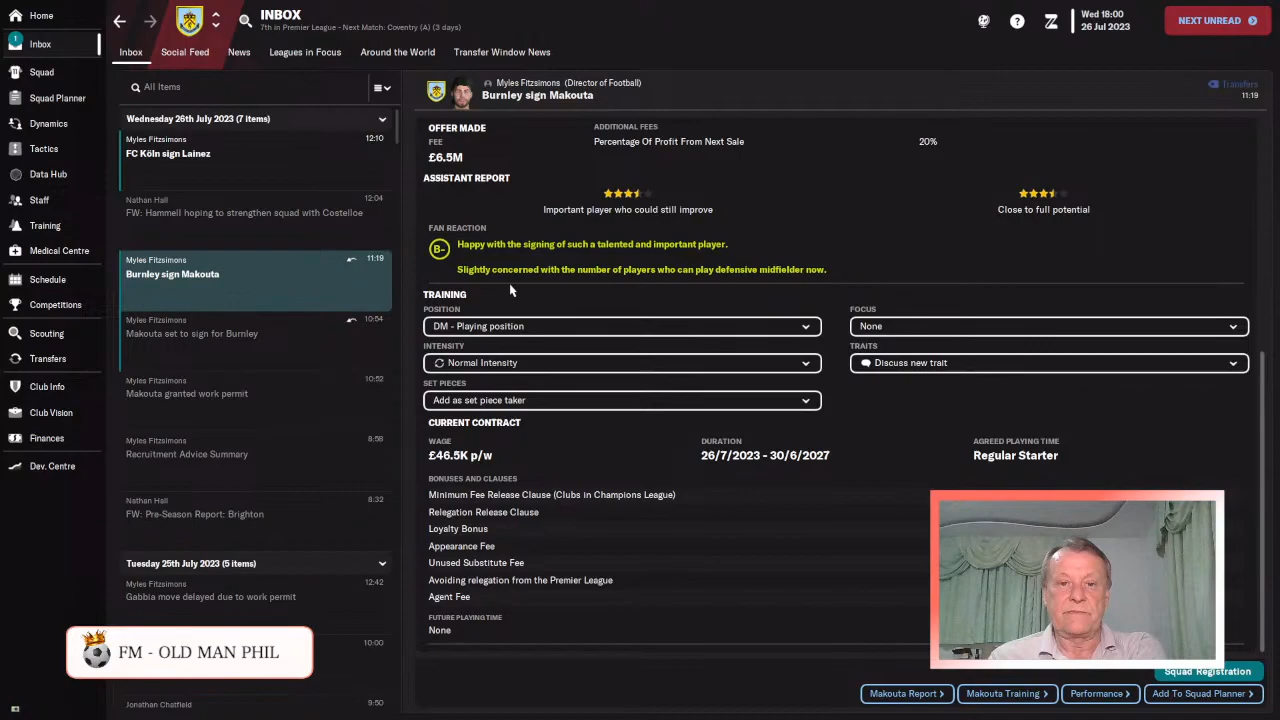 Home
Inbox
1
Squad
Squad Planner
Dynamics
Tactics
Data Hub
Staff
Training
Medical Centre
Schedule
Competitions
Scouting
Transfers
Club Info
Club Vision
Finances
Dev. Centre
INBOX
7th in Premier League - Next Match: Coventry (A) (3 days)
Wed 18:00
26 Jul 2023
NEXT UNREAD
Inbox
Social Feed
News
Leagues in Focus
Around the World
Transfer Window News
All Items
Wednesday 26th July 2023 (7 items)
Myles Fitzsimons 12:10
FC Köln sign Lainez
Nathan Hall 12:04
FW: Hammell hoping to strengthen squad with Costelloe
Myles Fitzsimons 11:19
Burnley sign Makouta
Myles Fitzsimons 10:54
Makouta set to sign for Burnley
Myles Fitzsimons 10:52
Makouta granted work permit
Myles Fitzsimons 8:58
Recruitment Advice Summary
Nathan Hall 8:32
FW: Pre-Season Report: Brighton
Tuesday 25th July 2023 (5 items)
Myles Fitzsimons 12:42
Gabbia move delayed due to work permit
10:00
FM - OLD MAN PHIL
Jonathan Chatfield 9:50
Myles Fitzsimons (Director of Football)
Burnley sign Makouta
Transfers
11:19
OFFER MADE
FEE
£6.5M
ADDITIONAL FEES
Percentage Of Profit From Next Sale 20%
ASSISTANT REPORT
Important player who could still improve
Close to full potential
FAN REACTION
B-
Happy with the signing of such a talented and important player.
Slightly concerned with the number of players who can play defensive midfielder now.
TRAINING
POSITION
DM - Playing position
FOCUS
None
INTENSITY
Normal Intensity
TRAITS
Discuss new trait
SET PIECES
Add as set piece taker
CURRENT CONTRACT
WAGE
£46.5K p/w
DURATION
26/7/2023 - 30/6/2027
AGREED PLAYING TIME
Regular Starter
BONUSES AND CLAUSES
Minimum Fee Release Clause (Clubs in Champions League)
Relegation Release Clause
Loyalty Bonus
Appearance Fee
Unused Substitute Fee
Avoiding relegation from the Premier League
Agent Fee
FUTURE PLAYING TIME
None
Squad Registration
Makouta Report
Makouta Training
Performance
Add To Squad Planner